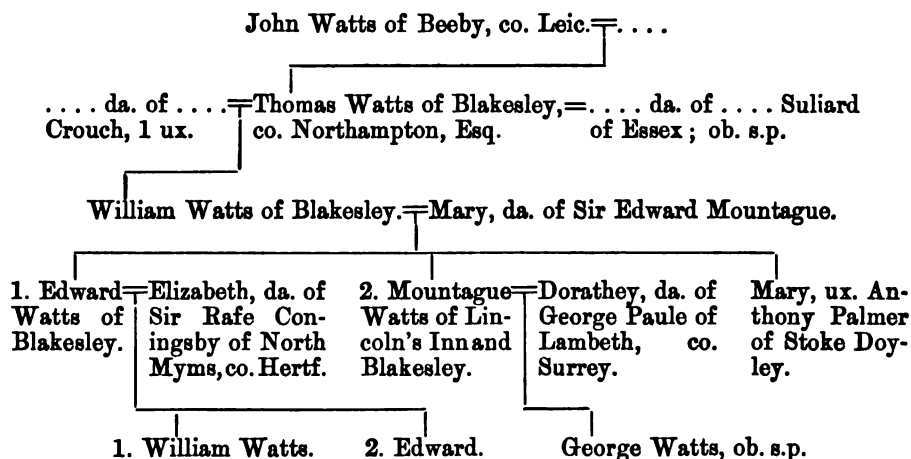 John Watts of Beeby, co. Leic.=. . . .
. . . . da. of . . . .=Thomas Watts of Blakesley,=. . . . da. of . . . . Suliard
Crouch, 1 ux. co. Northampton, Esq. of Essex; ob. s.p.
William Watts of Blakesley.=Mary, da. of Sir Edward Mountague.
1. Edward=Elizabeth, da. of 2. Mountague=Dorathey, da. of Mary, ux. An-
Watts of Sir Rafe Con- Watts of Lin- George Paule of thony Palmer
Blakesley. ingsby of North coln's Inn and Lambeth, co. of Stoke Doy-
Myms, co. Hertf. Blakesley. Surrey. ley.
1. William Watts. 2. Edward. George Watts, ob. s.p.